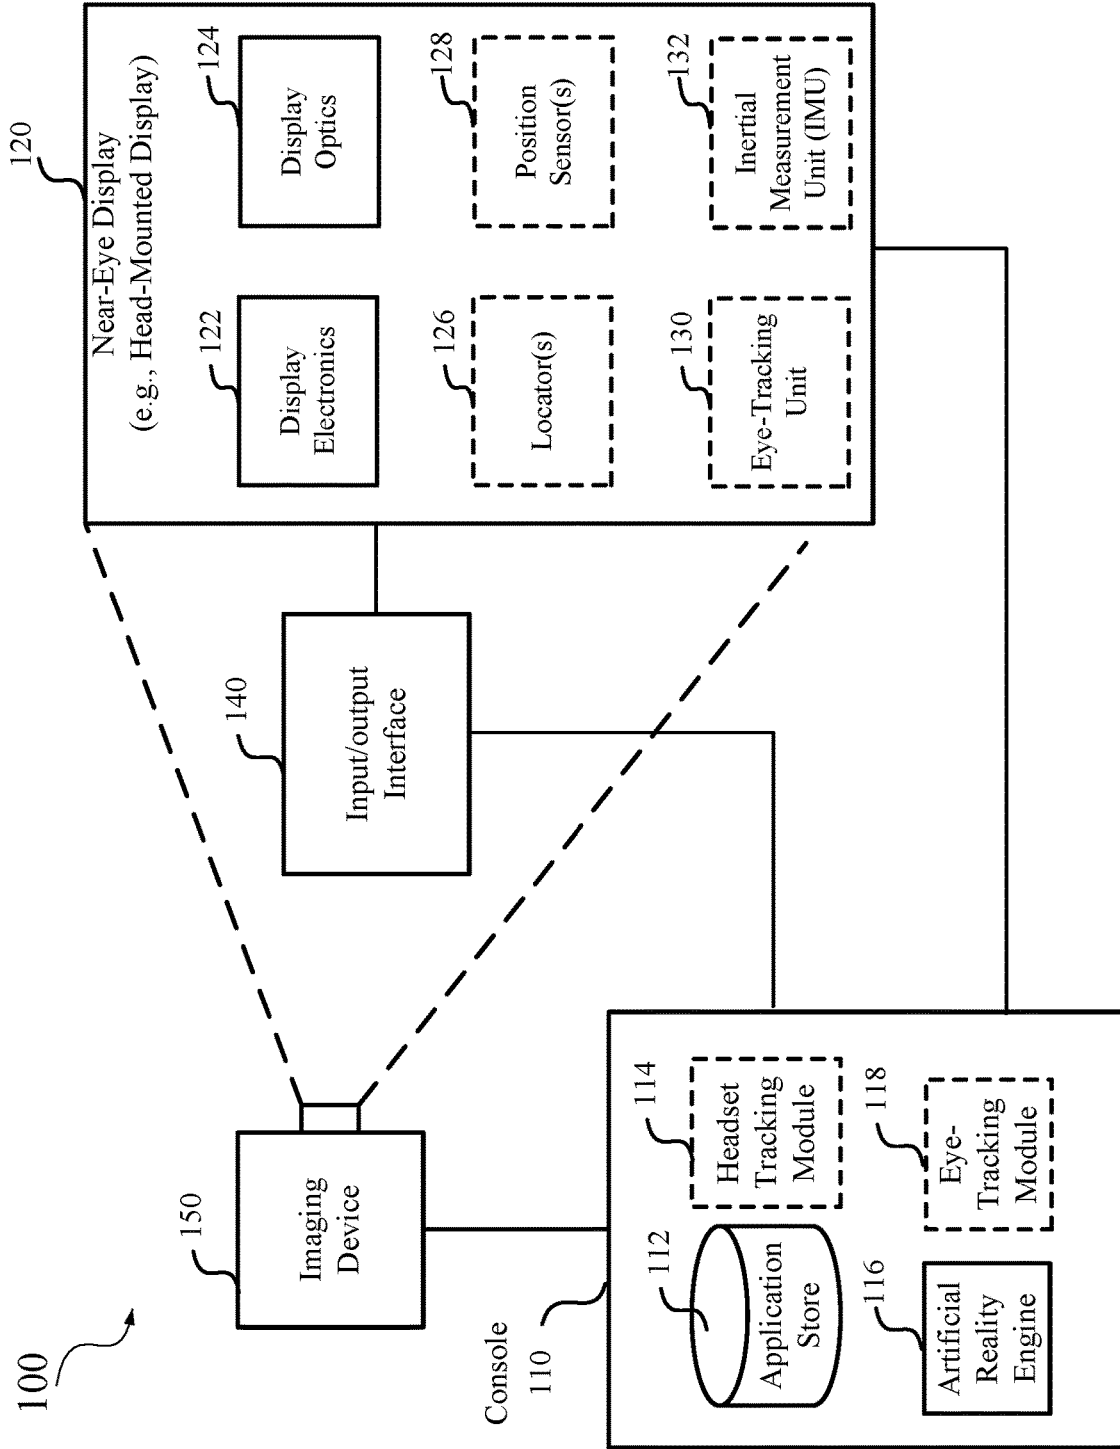 100
150
Imaging
Device
140
Input/output
Interface
120
Near-Eye Display
(e.g., Head-Mounted Display)
122
Display
Electronics
124
Display
Optics
126
Locator(s)
128
Position
Sensor(s)
130
Eye-Tracking
Unit
132
Inertial
Measurement
Unit (IMU)
Console
110
112
Application
Store
114
Headset
Tracking
Module
116
Artificial
Reality
Engine
118
Eye-
Tracking
Module